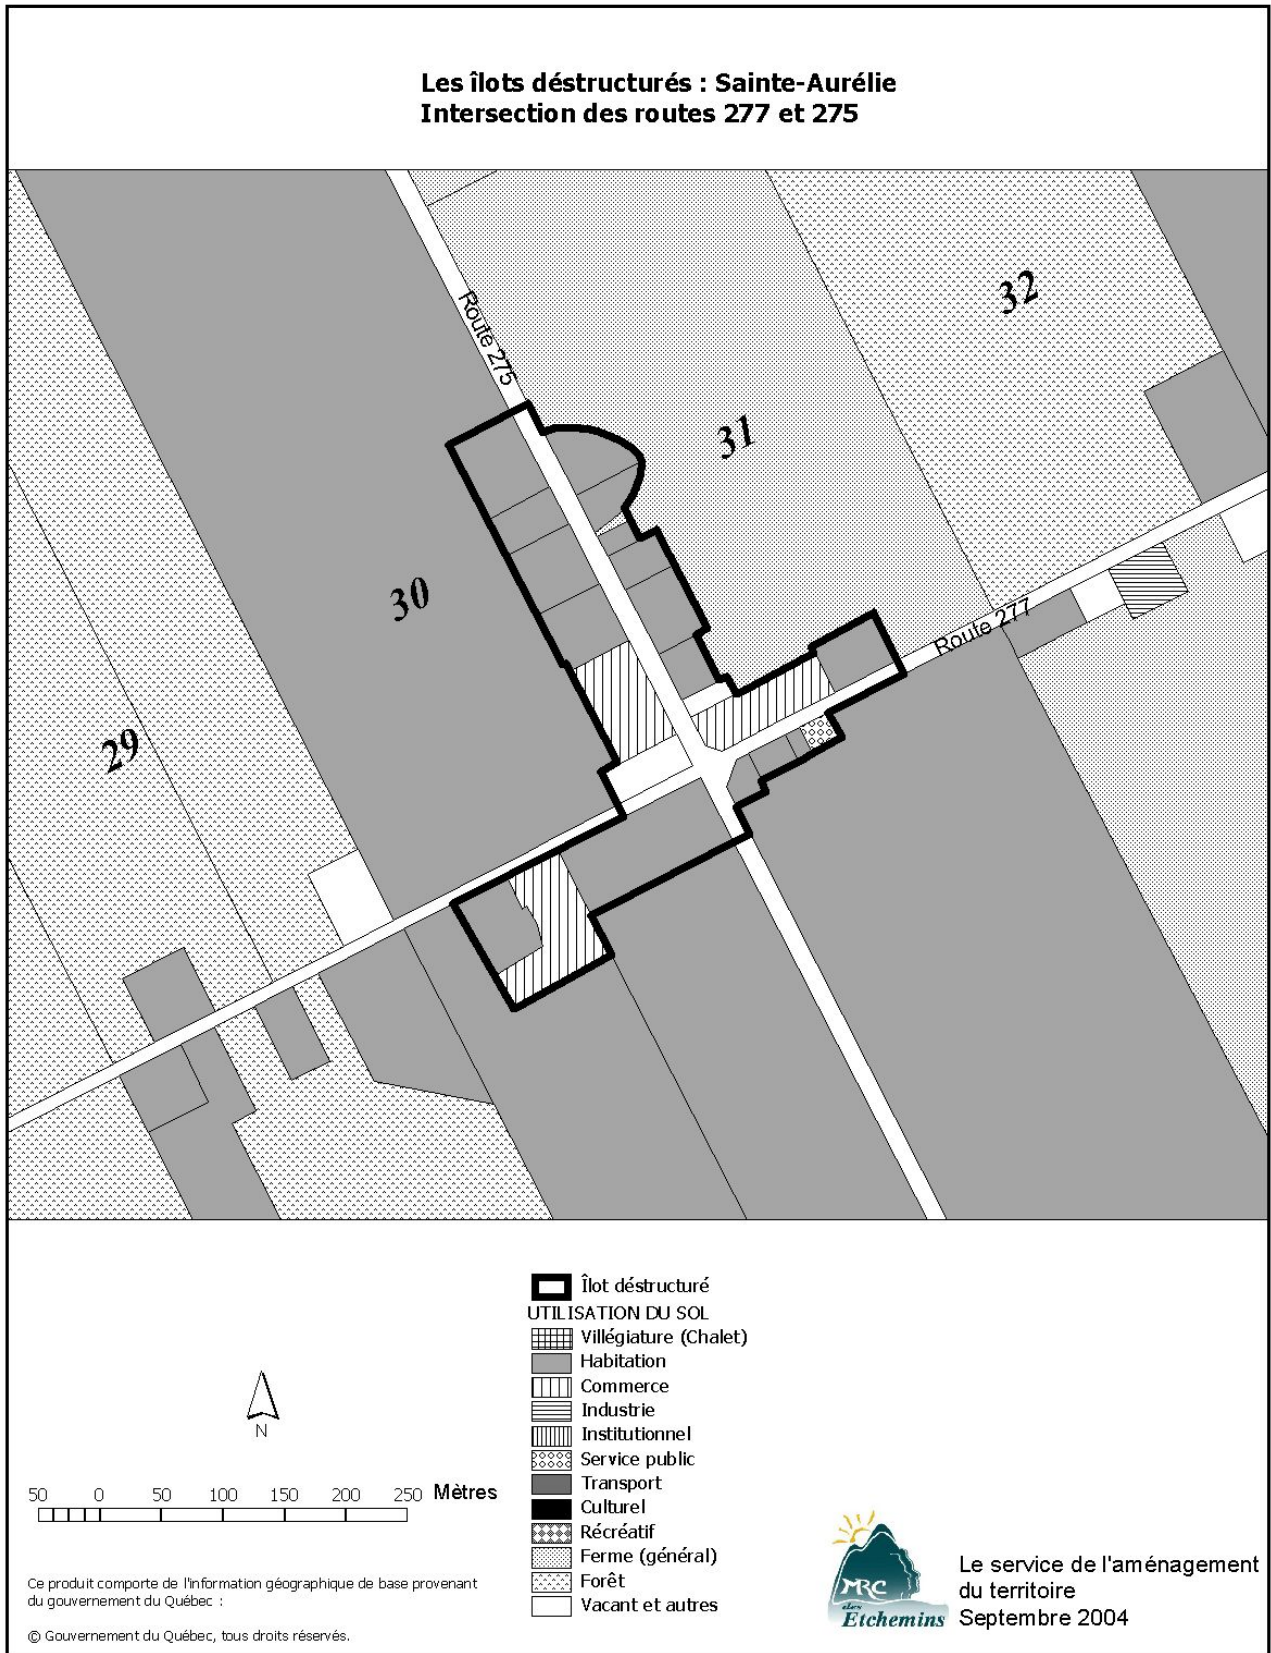 Les îlots déstructurés : Sainte-Aurélie
Intersection des routes 277 et 275
32
Route 275
31
30
Route 277
29
Îlot déstructuré
UTILISATION DU SOL
Villégiature (Chalet)
Habitation
Commerce
Industrie
Institutionnel
Service public
Transport
Culturel
Récréatif
Ferme (général)
Forêt
Vacant et autres
N
50 0 50 100 150 200 250 Mètres
Ce produit comporte de l'information géographique de base provenant
du gouvernement du Québec :
© Gouvernement du Québec, tous droits réservés.
MRC
des
Etchemins
Le service de l'aménagement
du territoire
Septembre 2004